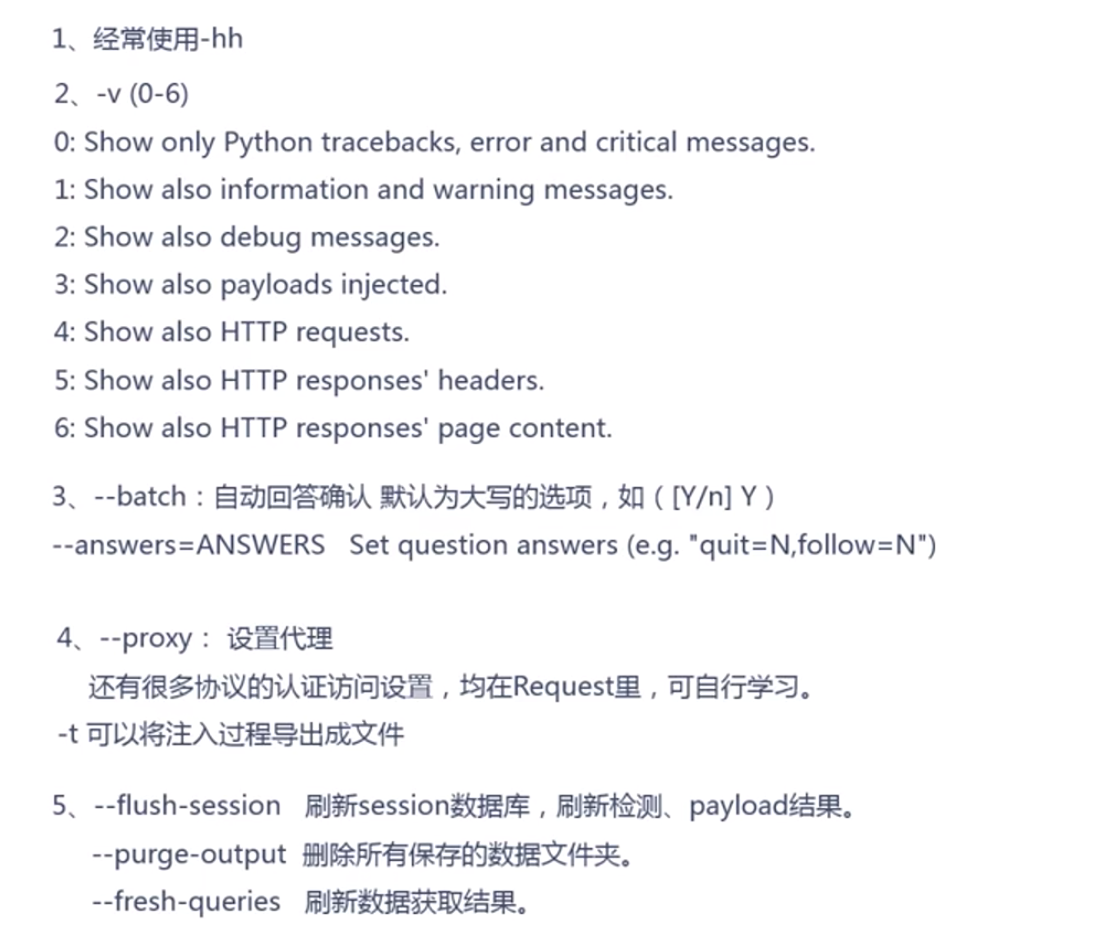 1、经常使用-hh
2、-v (0-6)
0: Show only Python tracebacks, error and critical messages.
1: Show also information and warning messages.
2: Show also debug messages.
3: Show also payloads injected.
4: Show also HTTP requests.
5: Show also HTTP responses' headers.
6: Show also HTTP responses' page content.
3、--batch：自动回答确认 默认为大写的选项，如（[Y/n] Y）
--answers=ANSWERS   Set question answers (e.g. "quit=N,follow=N")
4、--proxy： 设置代理
还有很多协议的认证访问设置，均在Request里，可自行学习。
-t 可以将注入过程导出成文件
5、--flush-session   刷新session数据库，刷新检测、payload结果。
--purge-output  删除所有保存的数据文件夹。
--fresh-queries   刷新数据获取结果。